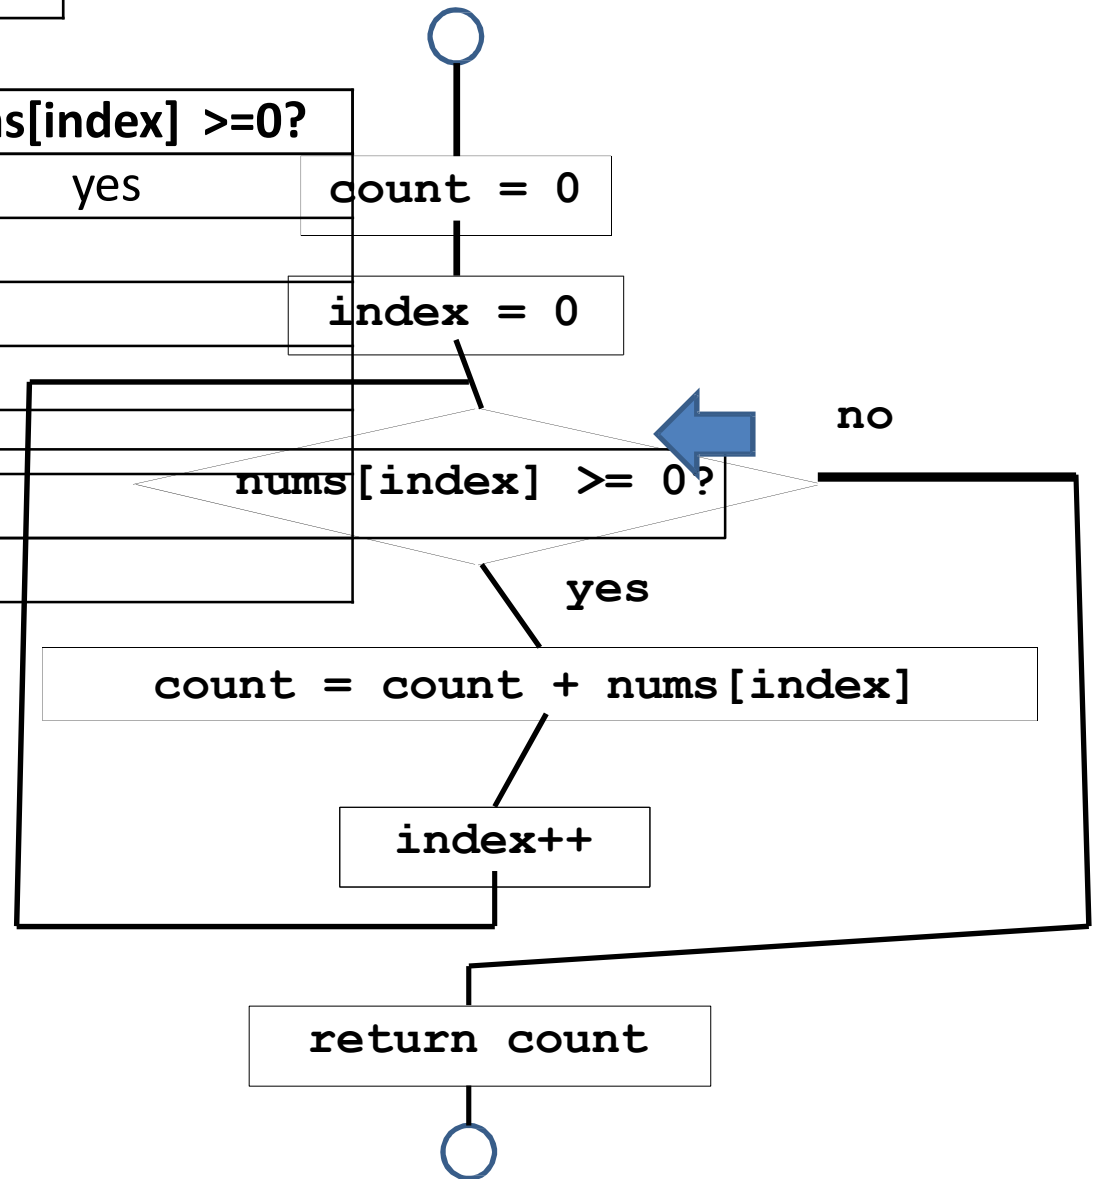 s[index] >=0?
yes
count = 0
index = 0
no
nums[index] >= 0?
yes
count = count + nums[index]
index++
return count